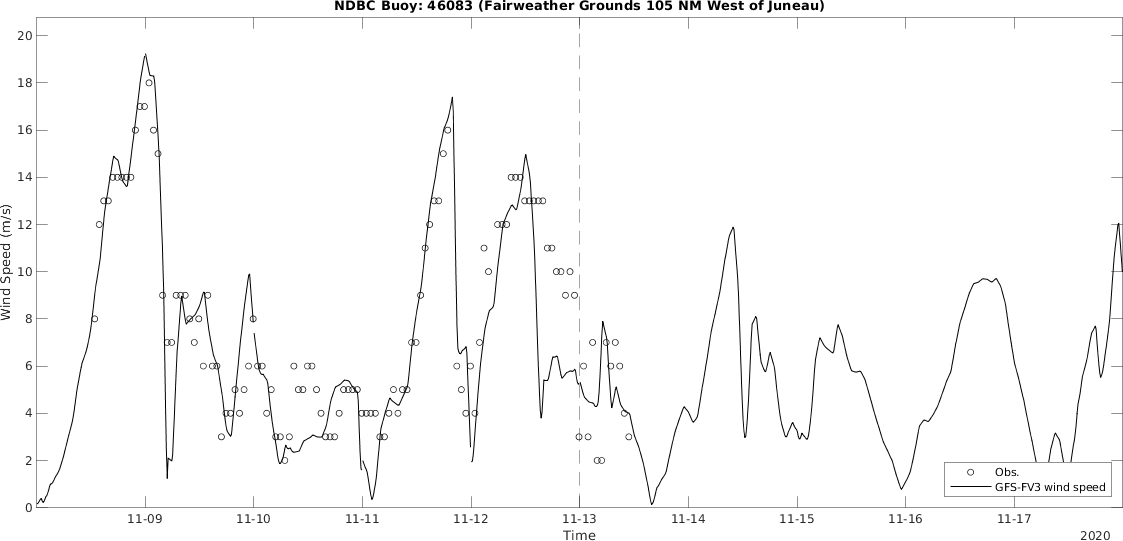 NDBC Buoy: 46083 (Fairweather Grounds 105 NM West of Juneau)
20
18
16
14
12
10
8
6
4
2
0
Wind Speed (m/s)
Obs.
GFS-FV3 wind speed
11-09 11-10 11-11 11-12 11-13 11-14 11-15 11-16 11-17
Time
2020